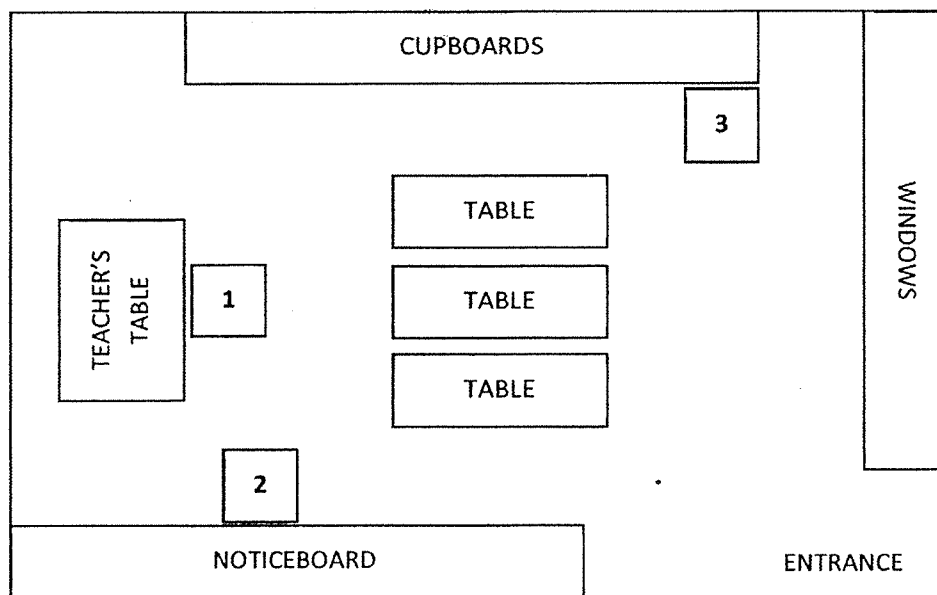 CUPBOARDS
3
WINDOWS
TABLE
TEACHER'S
TABLE
1
TABLE
TABLE
2
NOTICEBOARD
ENTRANCE